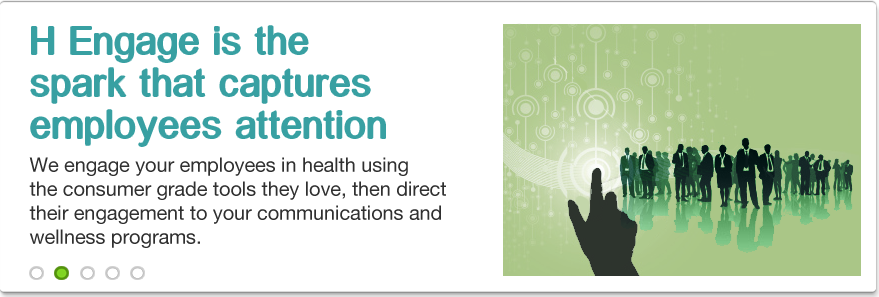 H Engage is the
spark that captures
employees attention
We engage your employees in health using
the consumer grade tools they love, then direct
their engagement to your communications and
wellness programs.